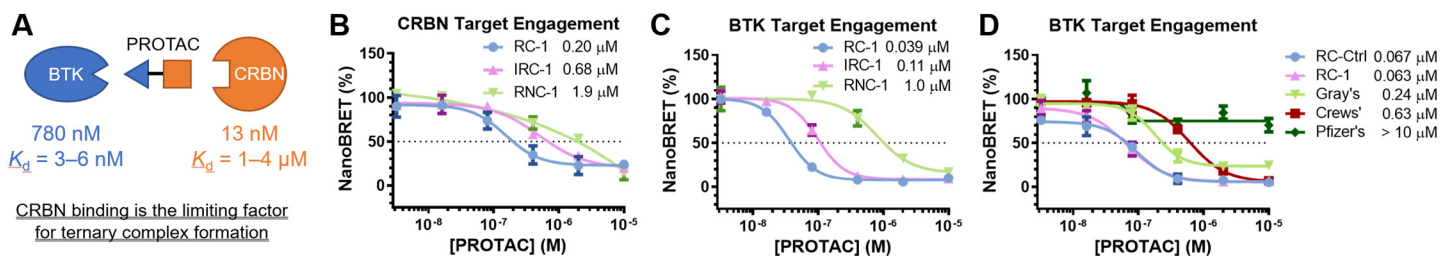 A
PROTAC
BTK
CRBN
780 nM
Kd = 3–6 nM
13 nM
Kd = 1–4 µM
CRBN binding is the limiting factor
for ternary complex formation
B
CRBN Target Engagement
RC-1 0.20 µM
IRC-1 0.68 µM
RNC-1 1.9 µM
NanoBRET (%)
150
100
50
0
10-8
10-7
10-6
10-5
[PROTAC] (M)
C
BTK Target Engagement
RC-1 0.039 µM
IRC-1 0.11 µM
RNC-1 1.0 µM
NanoBRET (%)
150
100
50
0
10-8
10-7
10-6
10-5
[PROTAC] (M)
D
BTK Target Engagement
NanoBRET (%)
150
100
50
0
10-8
10-7
10-6
10-5
[PROTAC] (M)
RC-Ctrl 0.067 µM
RC-1 0.063 µM
Gray's 0.24 µM
Crews' 0.63 µM
Pfizer's > 10 µM